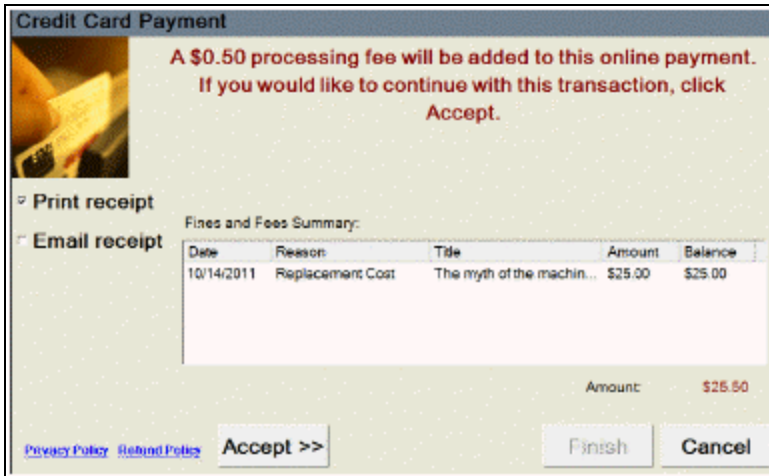 Credit Card Payment
A $0.50 processing fee will be added to this online payment.
If you would like to continue with this transaction, click
Accept.
Print receipt
Email receipt
Fines and Fees Summary:
Date Reason Title Amount Balance
10/14/2011 Replacement Cost The myth of the machin... $25.00 $25.00
Amount: $25.50
Privacy Policy Refund Policy Accept >> Finish Cancel